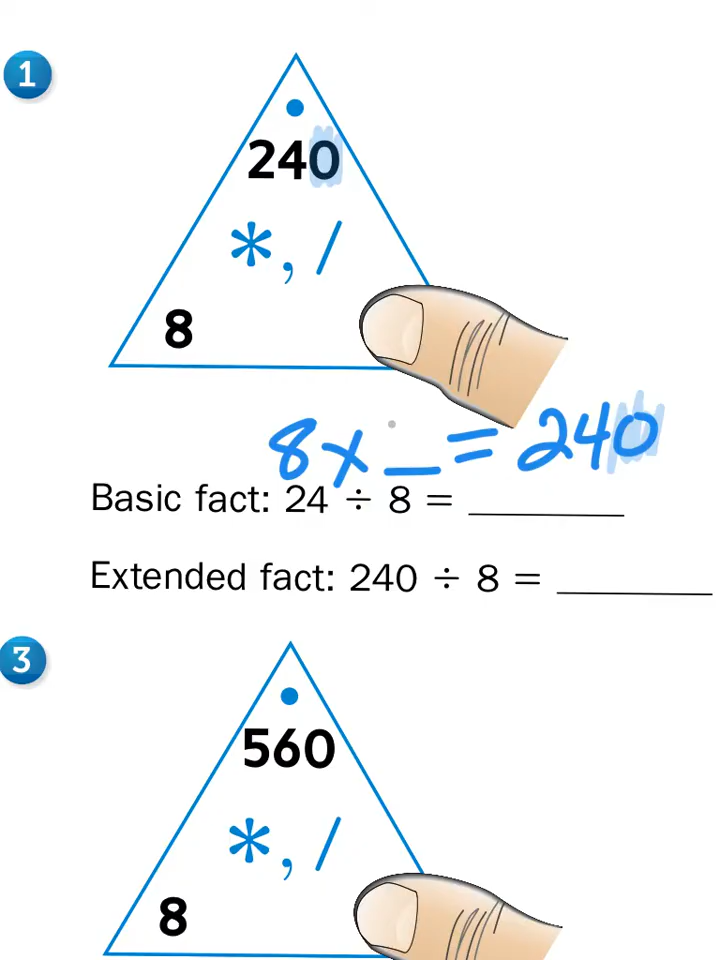 1
240
*, /
8
8 x _ = 240
Basic fact: 24 ÷ 8 = ________
Extended fact: 240 ÷ 8 = ________
3
560
*, /
8